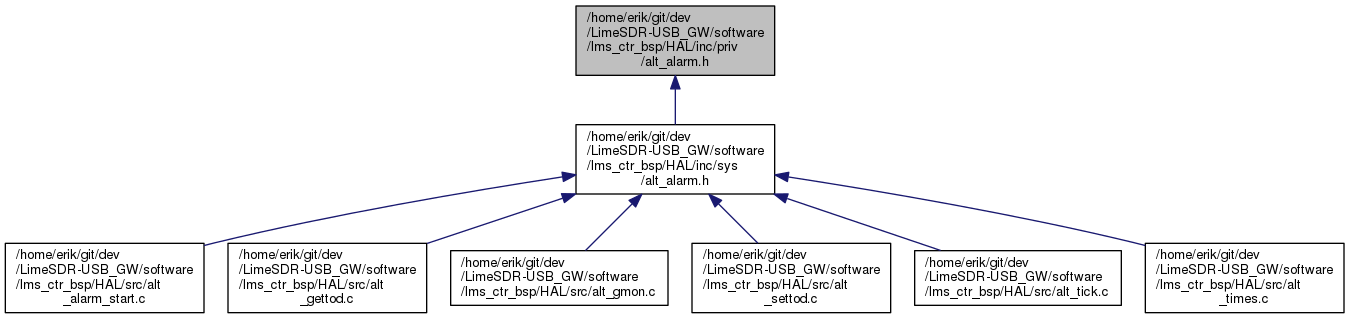 /home/erik/git/dev
/LimeSDR-USB_GW/software
/lms_ctr_bsp/HAL/inc/priv
/alt_alarm.h
/home/erik/git/dev
/LimeSDR-USB_GW/software
/lms_ctr_bsp/HAL/inc/sys
/alt_alarm.h
/home/erik/git/dev
/LimeSDR-USB_GW/software
/lms_ctr_bsp/HAL/src/alt
_alarm_start.c
/home/erik/git/dev
/LimeSDR-USB_GW/software
/lms_ctr_bsp/HAL/src/alt
_gettod.c
/home/erik/git/dev
/LimeSDR-USB_GW/software
/lms_ctr_bsp/HAL/src/alt_gmon.c
/home/erik/git/dev
/LimeSDR-USB_GW/software
/lms_ctr_bsp/HAL/src/alt
_settod.c
/home/erik/git/dev
/LimeSDR-USB_GW/software
/lms_ctr_bsp/HAL/src/alt_tick.c
/home/erik/git/dev
/LimeSDR-USB_GW/software
/lms_ctr_bsp/HAL/src/alt
_times.c